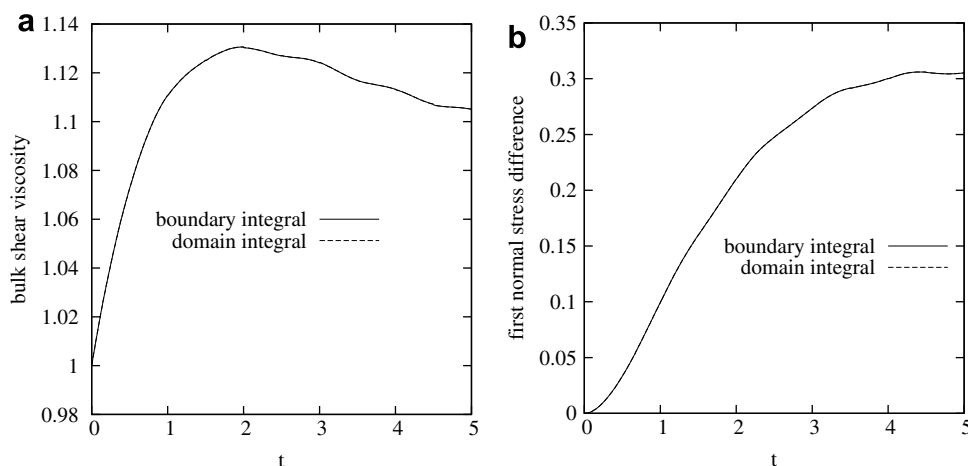 a
1.14
1.12
1.1
1.08
1.06
1.04
1.02
1
0.98
bulk shear viscosity
boundary integral
domain integral
0 1 2 3 4 5
t
b
0.35
0.3
0.25
0.2
0.15
0.1
0.05
0
first normal stress difference
boundary integral
domain integral
0 1 2 3 4 5
t